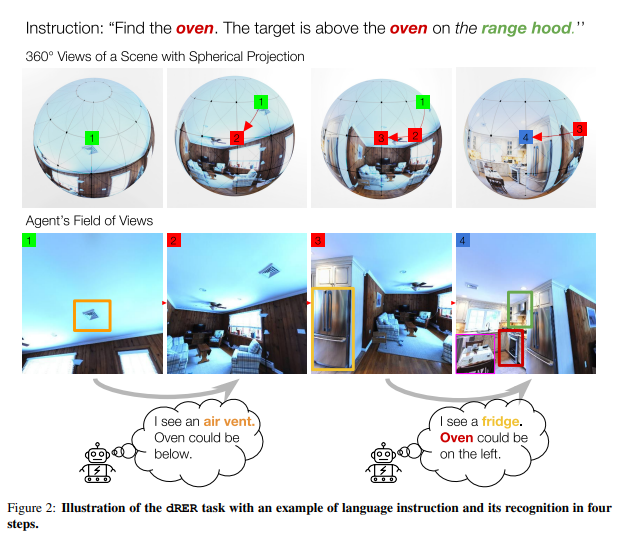 Instruction: “Find the oven. The target is above the oven on the range hood.’’
360° Views of a Scene with Spherical Projection
1
1
2
1
2
3
3
4
Agent’s Field of Views
1
2
3
4
I see an air vent.
Oven could be
below.
I see a fridge.
Oven could be
on the left.
Figure 2: Illustration of the dRER task with an example of language instruction and its recognition in four
steps.